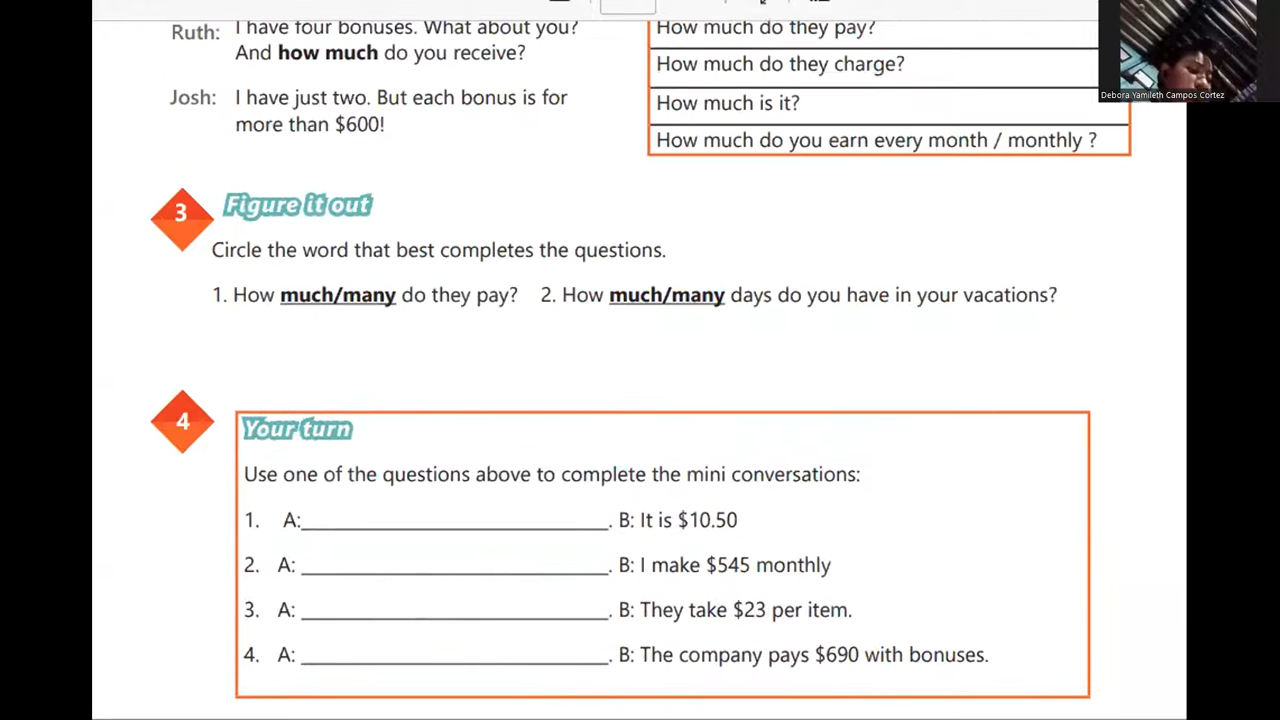 Ruth: I have four bonuses. What about you?
And how much do you receive?
Josh: I have just two. But each bonus is for
more than $600!
How much do they pay?
How much do they charge?
How much is it?
How much do you earn every month / monthly ?
Debora Yamileth Campos Cortez
3 Figure it out
Circle the word that best completes the questions.
1. How much/many do they pay? 2. How much/many days do you have in your vacations?
4 Your turn
Use one of the questions above to complete the mini conversations:
1. A:____________________________. B: It is $10.50
2. A: ____________________________. B: I make $545 monthly
3. A: ____________________________. B: They take $23 per item.
4. A: ____________________________. B: The company pays $690 with bonuses.